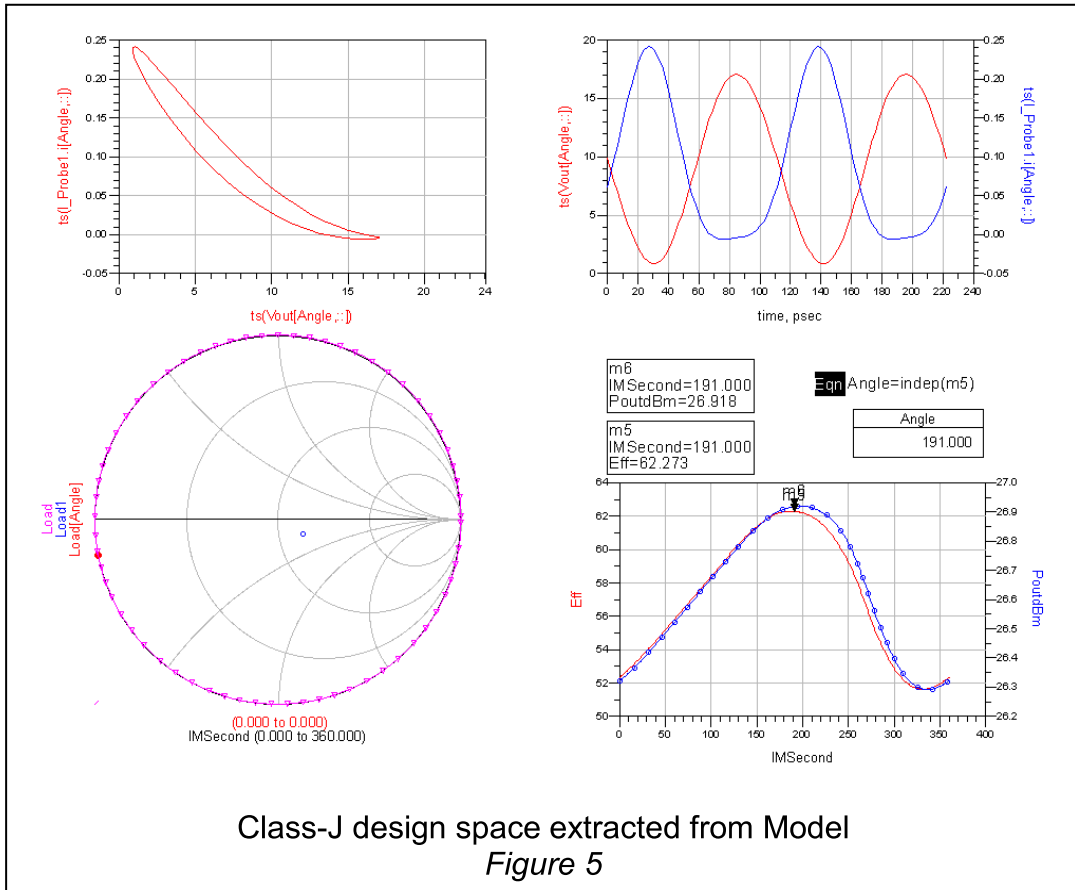 0.25
0.20
0.15
0.10
0.05
0.00
-0.05
ts(I_Probe1.i[Angle,::])
0 5 10 15 20 24
ts(Vout[Angle,::])
20
15
10
5
0
ts(Vout[Angle,::])
0.25
0.20
0.15
0.10
0.05
0.00
-0.05
ts(I_Probe1.i[Angle,::])
0 20 40 60 80 100 120 140 160 180 200 220 240
time, psec
Load
Load1
Load[Angle]
(0.000 to 0.000)
IMSecond (0.000 to 360.000)
m6
IMSecond=191.000
PoutdBm=26.918
m5
IMSecond=191.000
Eff=62.273
Eqn Angle=indep(m5)
Angle
191.000
m6
m5
64
62
60
58
56
54
52
50
Eff
27.0
26.9
26.8
26.7
26.6
26.5
26.4
26.3
26.2
PoutdBm
0 50 100 150 200 250 300 350 400
IMSecond
Class-J design space extracted from Model
Figure 5